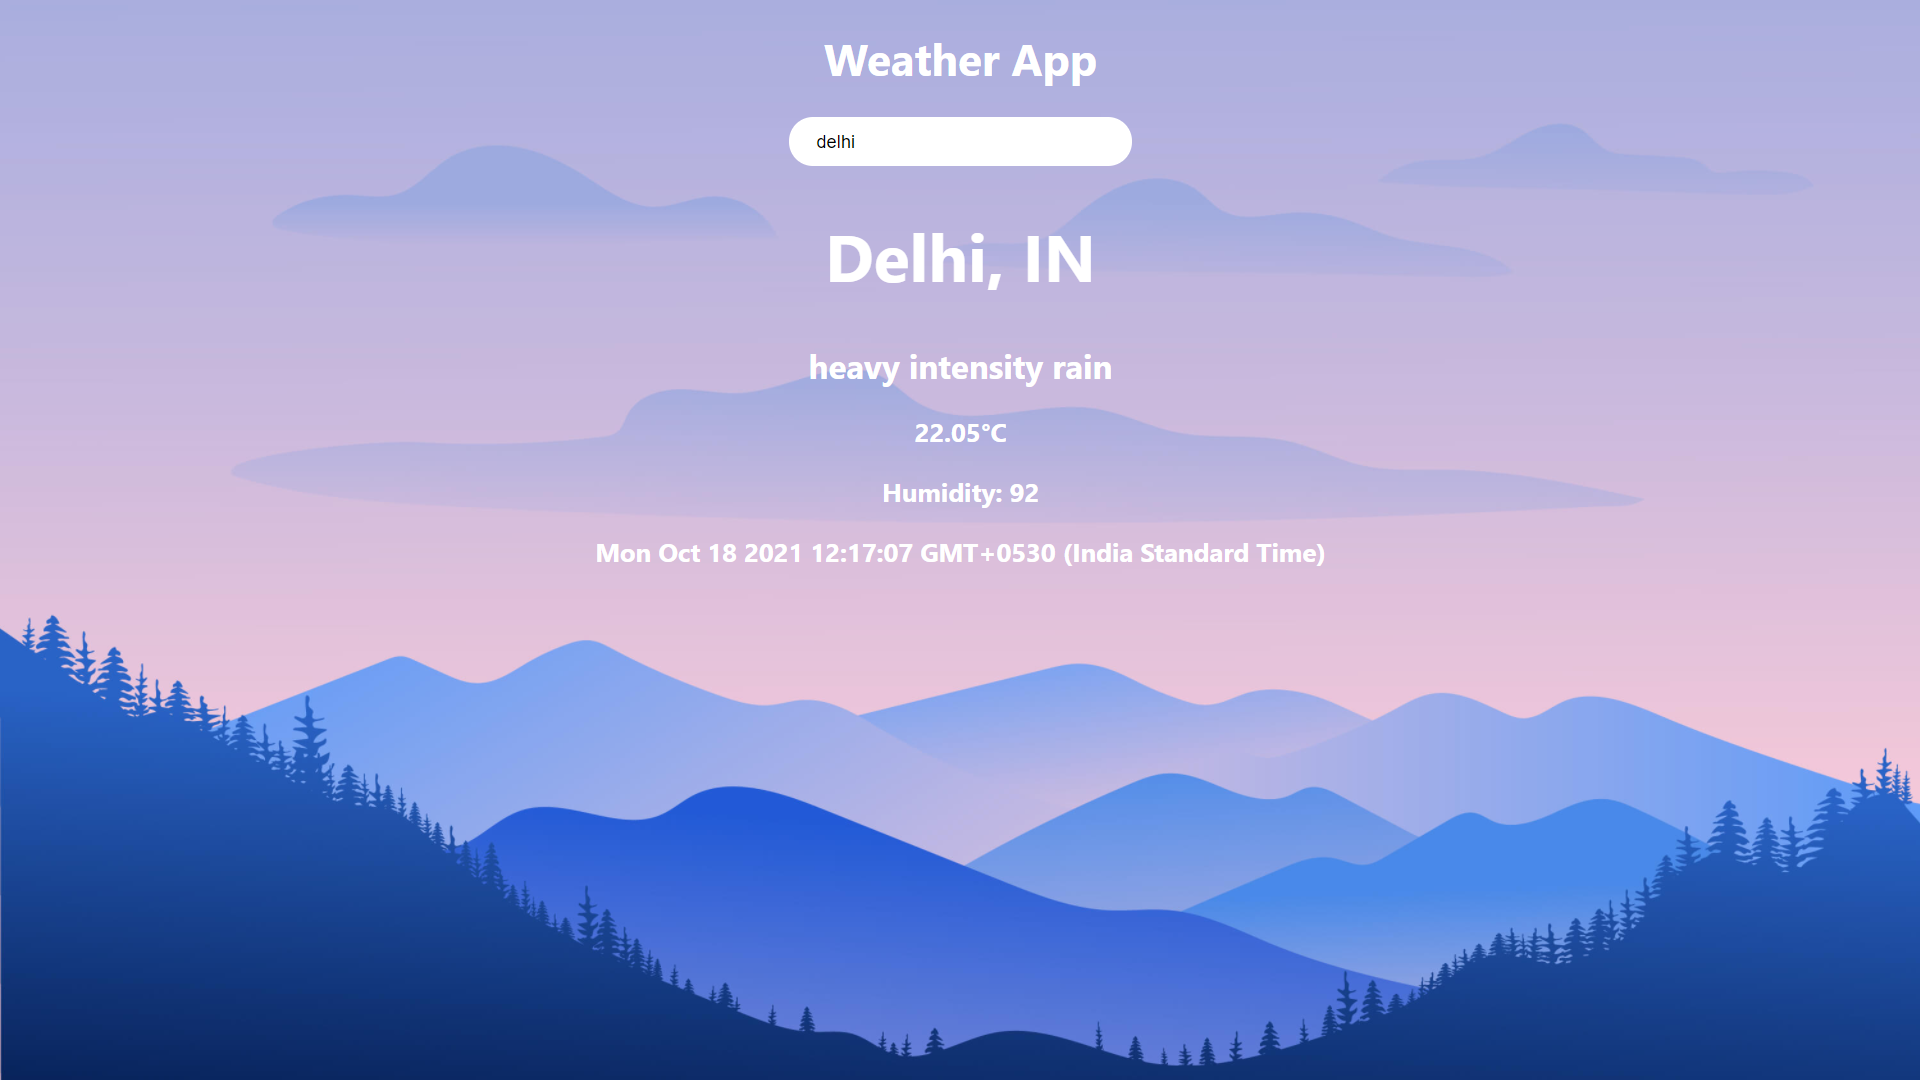 Weather App
delhi
Delhi, IN
heavy intensity rain
22.05°C
Humidity: 92
Mon Oct 18 2021 12:17:07 GMT+0530 (India Standard Time)